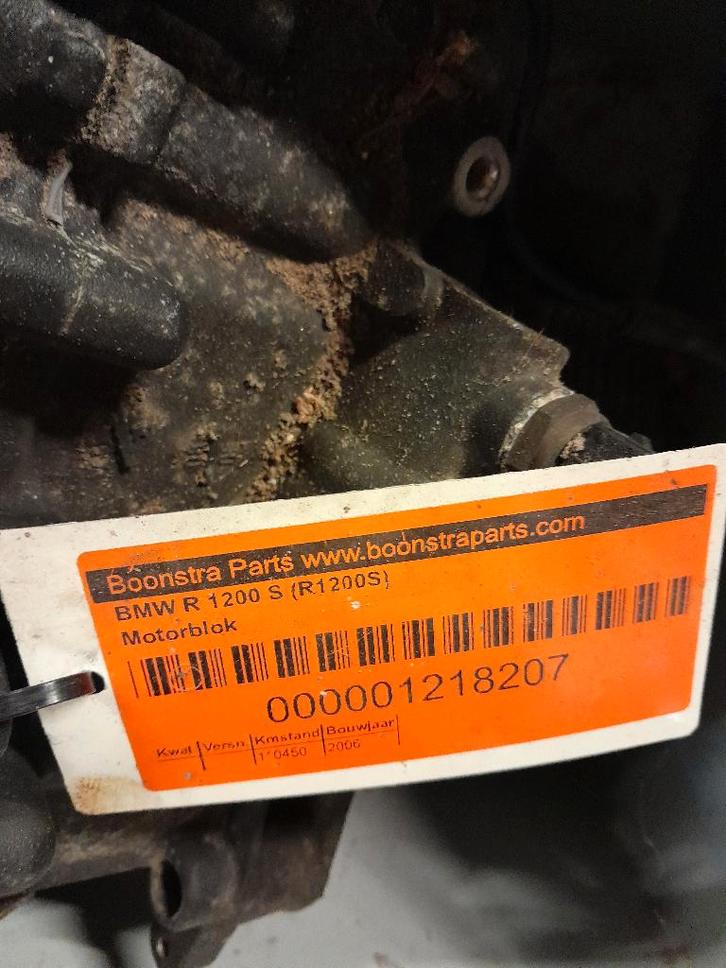 Boonstra Parts www.boonstraparts.com
BMW R 1200 S (R1200S)
Motorblok
000001218207
Kwal Versn. Kmstand Bouwjaar
2006